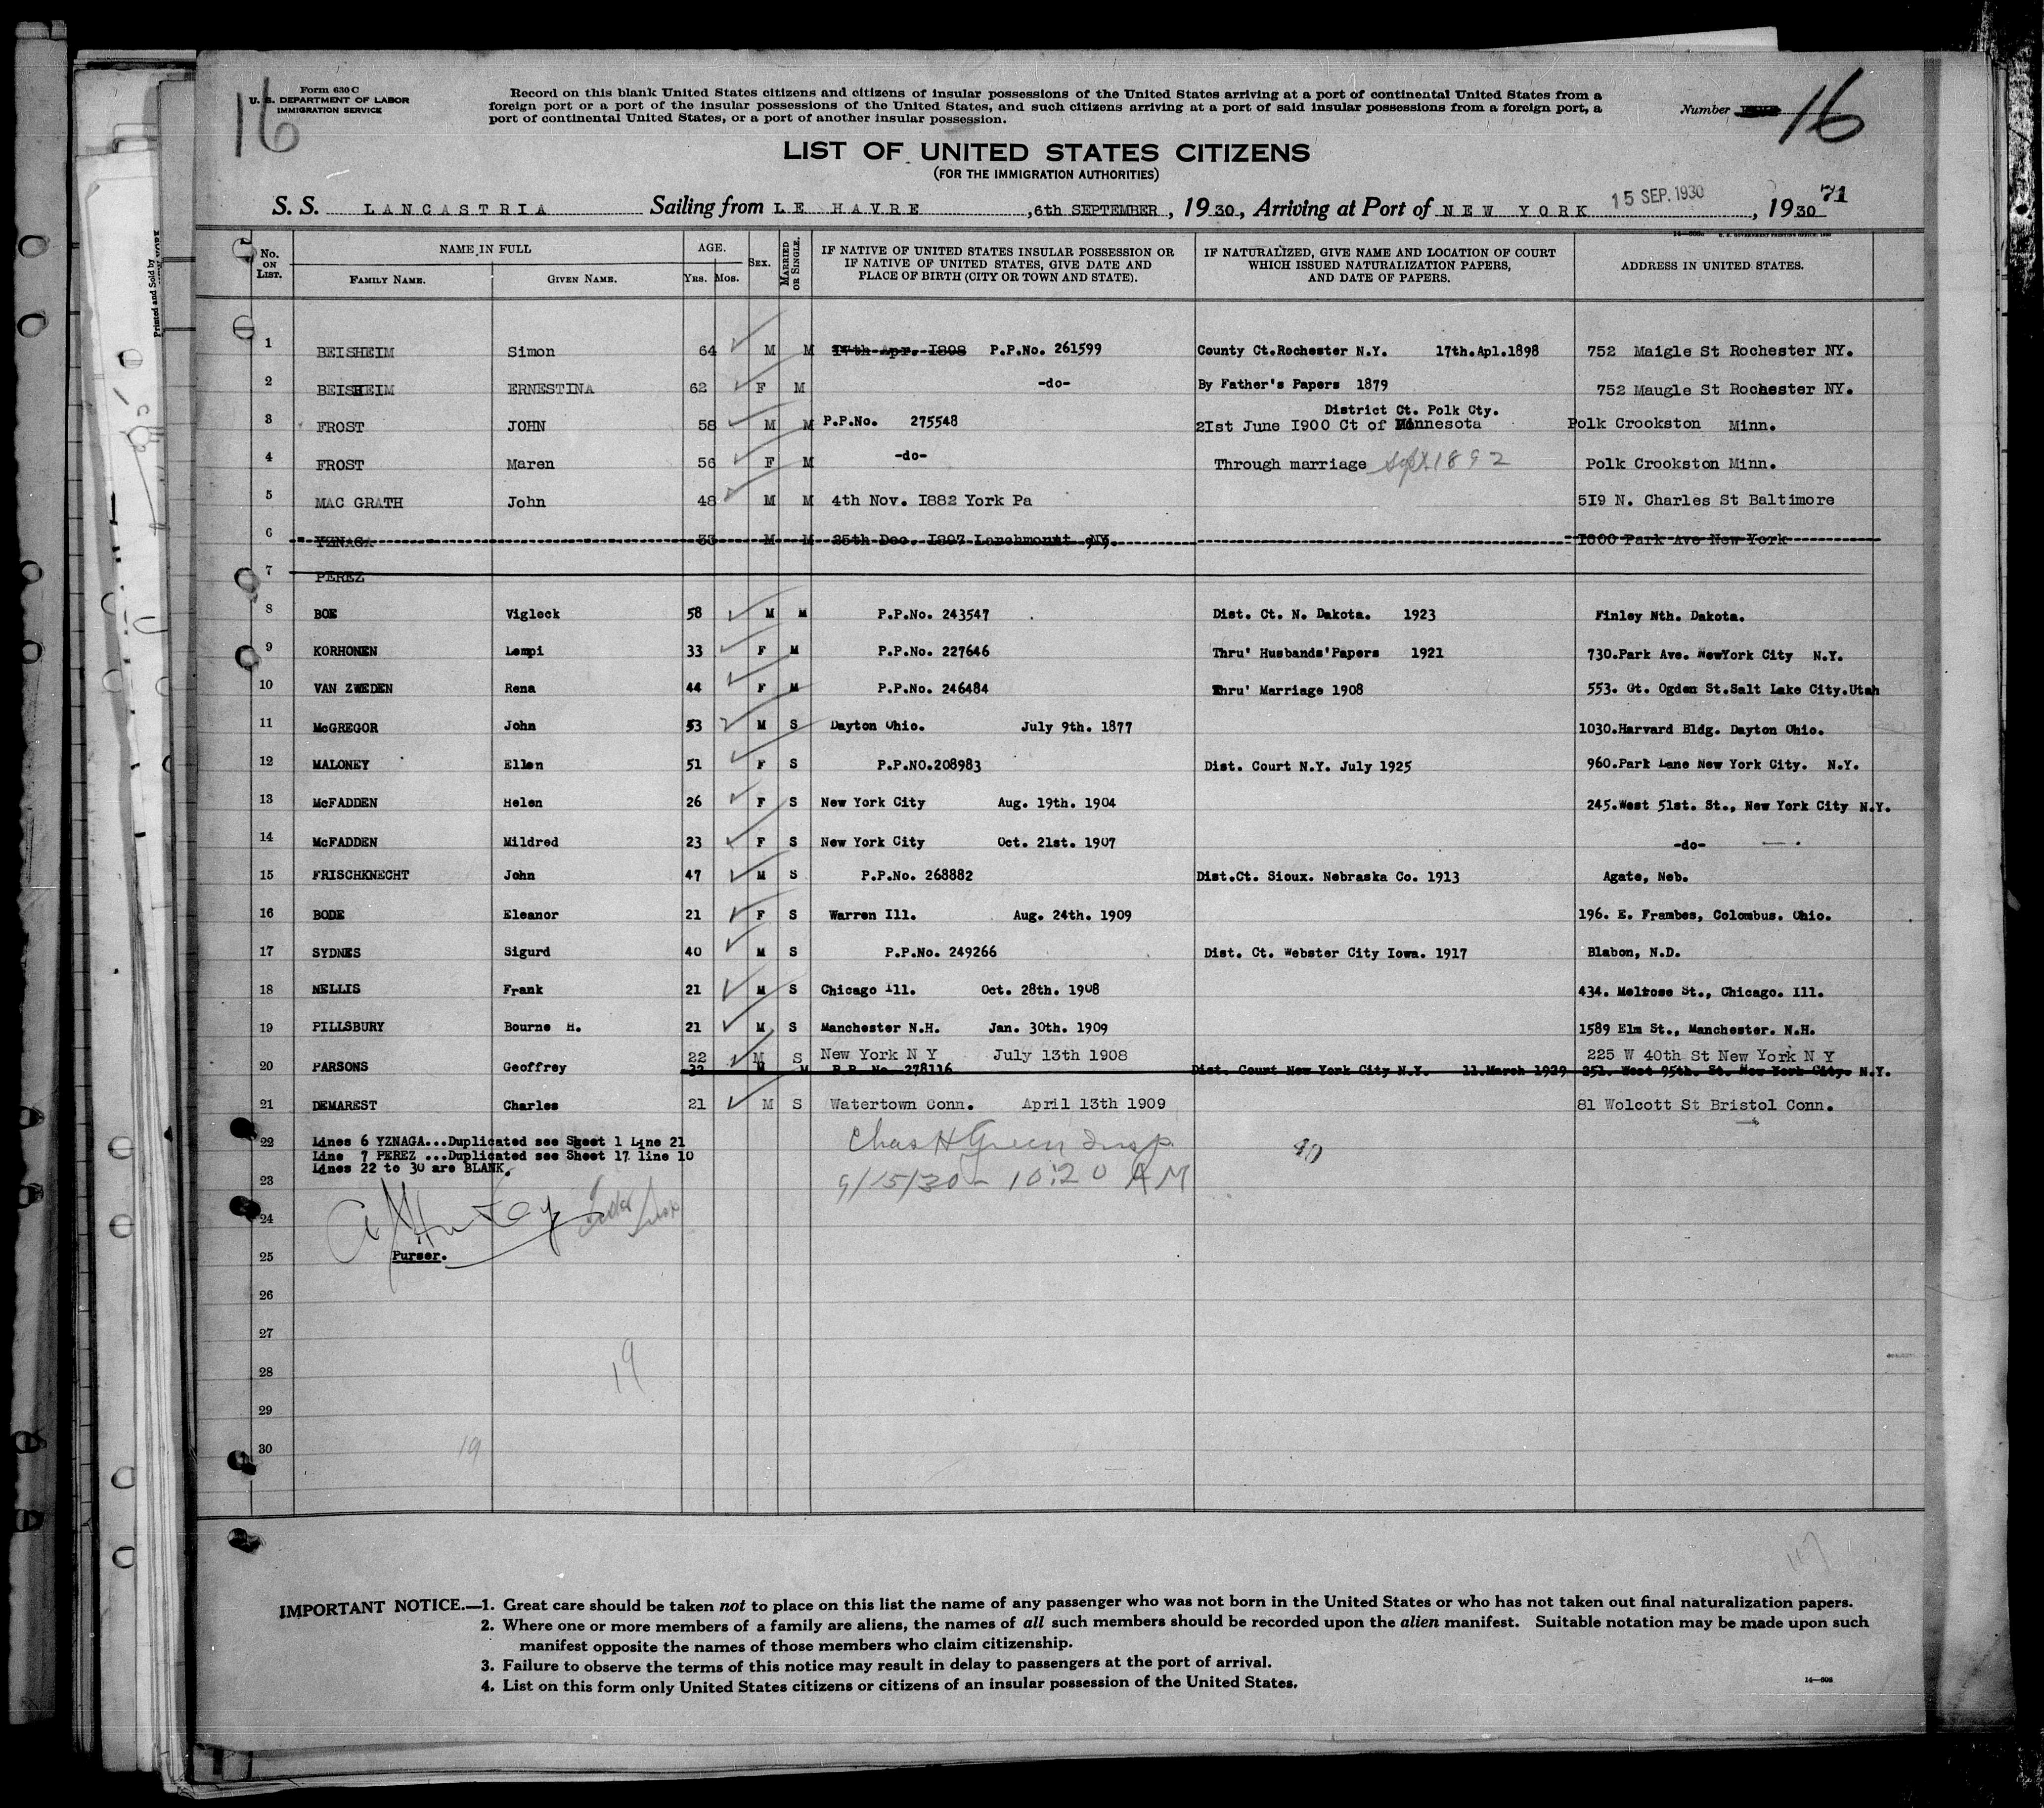 16
Form 630 C
U. S. DEPARTMENT OF LABOR
IMMIGRATION SERVICE
Record on this blank United States citizens and citizens of insular possessions of the United States arriving at a port of continental United States from a
foreign port or a port of the insular possessions of the United States, and such citizens arriving at a port of said insular possessions from a foreign port, a
port of continental United States, or a port of another insular possession.
Number 16
LIST OF UNITED STATES CITIZENS
(FOR THE IMMIGRATION AUTHORITIES)
15 SEP. 1930
71
S. S. LANCASTRIA Sailing from LE HAVRE, 6th SEPTEMBER, 1930, Arriving at Port of NEW YORK, 1930
No. ON LIST. NAME IN FULL FAMILY NAME. GIVEN NAME. AGE. YRS. MOS. SEX. MARRIED OR SINGLE. IF NATIVE OF UNITED STATES INSULAR POSSESSION OR IF NATIVE OF UNITED STATES, GIVE DATE AND PLACE OF BIRTH (CITY OR TOWN AND STATE). IF NATURALIZED, GIVE NAME AND LOCATION OF COURT WHICH ISSUED NATURALIZATION PAPERS, AND DATE OF PAPERS. ADDRESS IN UNITED STATES.
1 BEISHEIM Simon 64 M M 17th Apr. 1898 P.P.No. 261599 County Ct.Rochester N.Y. 17th.Apl.1898 752 Maigle St Rochester NY.
2 BEISHEIM ERNESTINA 62 F M -do- By Father's Papers 1879 752 Maugle St Rochester NY.
3 FROST JOHN 58 M M P.P.No. 275548 District Ct. Polk Cty. 21st June 1900 Ct of Minnesota Polk Crookston Minn.
4 FROST Maren 56 F M -do- Through marriage Sept 1892 Polk Crookston Minn.
5 MAC GRATH John 48 M M 4th Nov. 1882 York Pa 519 N. Charles St Baltimore
6 YZNAGA 33 M M 25th Dec. 1897 Larchmount NY. 1800 Park Ave New York
7 PEREZ
8 BOE Vigleck 58 M M P.P.No. 243547 Dist. Ct. N. Dakota. 1923 Finley Nth. Dakota.
9 KORHONEN Lempi 33 F M P.P.No. 227646 Thru' Husbands'Papers 1921 730.Park Ave. NewYork City N.Y.
10 VAN ZWEDEN Rena 44 F M P.P.No. 246484 Thru' Marriage 1908 553. Gt. Ogden St.Salt Lake City.Utah
11 McGREGOR John 53 M S Dayton Ohio. July 9th. 1877 1030.Harvard Bldg. Dayton Ohio.
12 MALONEY Ellen 51 F S P.P.NO.208983 Dist. Court N.Y. July 1925 960.Park Lane New York City. N.Y.
13 McFADDEN Helen 26 F S New York City Aug. 19th. 1904 245.West 51st. St., New York City N.Y.
14 McFADDEN Mildred 23 F S New York City Oct. 21st. 1907 -do-
15 FRISCHKNECHT John 47 M S P.P.No. 268882 Dist.Ct. Sioux. Nebraska Co. 1913 Agate, Neb.
16 BODE Eleanor 21 F S Warren Ill. Aug. 24th. 1909 196. E. Frambes, Colombus. Ohio.
17 SYDNES Sigurd 40 M S P.P.No. 249266 Dist. Ct. Webster City Iowa. 1917 Blabon, N.D.
18 NELLIS Frank 21 M S Chicago Ill. Oct. 28th. 1908 434. Melrose St., Chicago. Ill.
19 PILLSBURY Bourne H. 21 M S Manchester N.H. Jan. 30th. 1909 1589 Elm St., Manchester. N.H.
22 M S New York N Y July 13th 1908 225 W 40th St New York N Y
20 PARSONS Geoffrey 32 M M P.P. No. 278116 Dist. Court New York City N.Y. 11.March 1929 251. West 95th. St. New York City. N.Y.
21 DEMAREST Charles 21 M S Watertown Conn. April 13th 1909 81 Wolcott St Bristol Conn.
22 Lines 6 YZNAGA...Duplicated see Sheet 1 Line 21
Line 7 PEREZ ...Duplicated see Sheet 17 line 10
Lines 22 to 30 are BLANK.
Chas H Green Insp
9/15/30 - 10:20 AM
23
24
25 Purser.
26
27
28
29
30
19
19
IMPORTANT NOTICE.—1. Great care should be taken not to place on this list the name of any passenger who was not born in the United States or who has not taken out final naturalization papers.
2. Where one or more members of a family are aliens, the names of all such members should be recorded upon the alien manifest. Suitable notation may be made upon such
manifest opposite the names of those members who claim citizenship.
3. Failure to observe the terms of this notice may result in delay to passengers at the port of arrival.
4. List on this form only United States citizens or citizens of an insular possession of the United States.